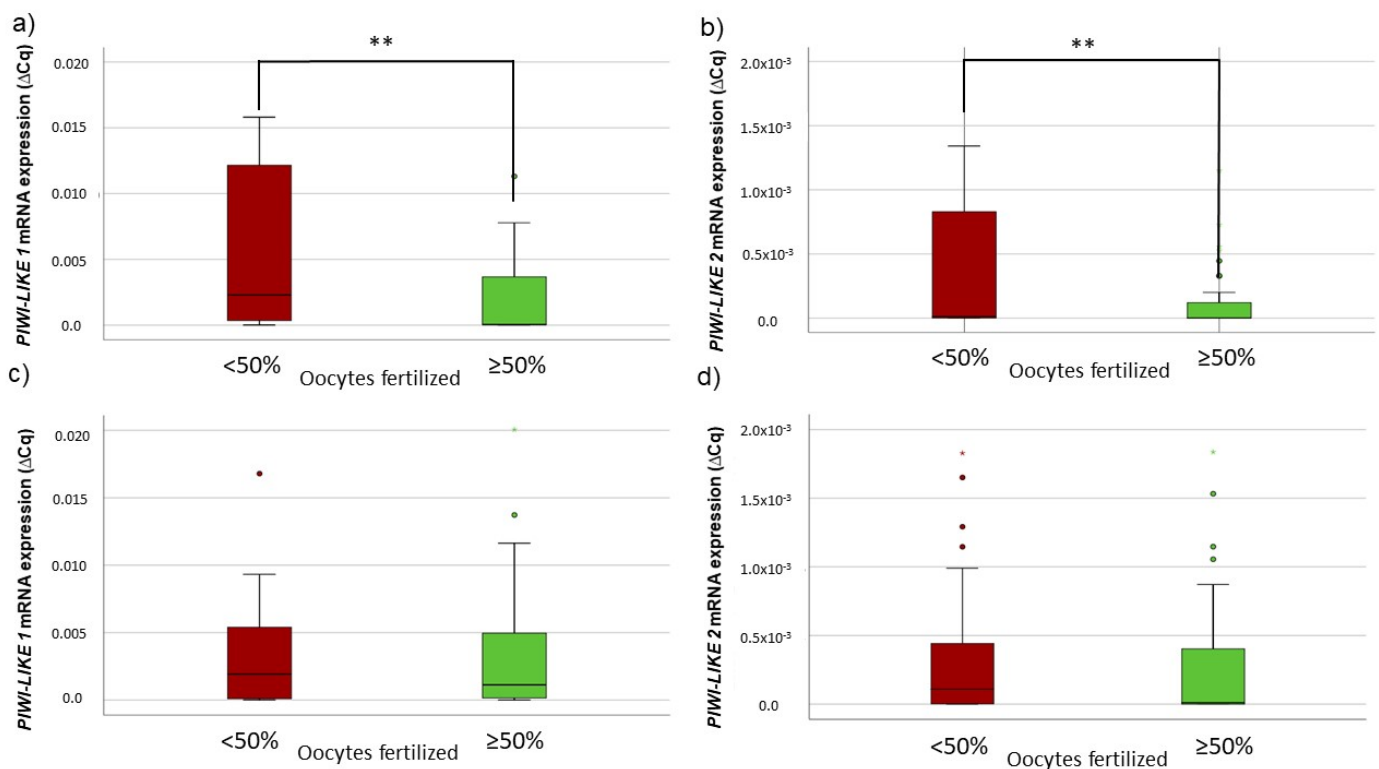 a)
PIWI-LIKE 1 mRNA expression (ΔCq)
0.020
0.015
0.010
0.005
0.0
**
<50%
≥50%
Oocytes fertilized
b)
PIWI-LIKE 2 mRNA expression (ΔCq)
2.0x10⁻³
1.5x10⁻³
1.0x10⁻³
0.5x10⁻³
0.0
**
<50%
≥50%
Oocytes fertilized
c)
PIWI-LIKE 1 mRNA expression (ΔCq)
0.020
0.015
0.010
0.005
0.0
<50%
≥50%
Oocytes fertilized
d)
PIWI-LIKE 2 mRNA expression (ΔCq)
2.0x10⁻³
1.5x10⁻³
1.0x10⁻³
0.5x10⁻³
0.0
<50%
≥50%
Oocytes fertilized